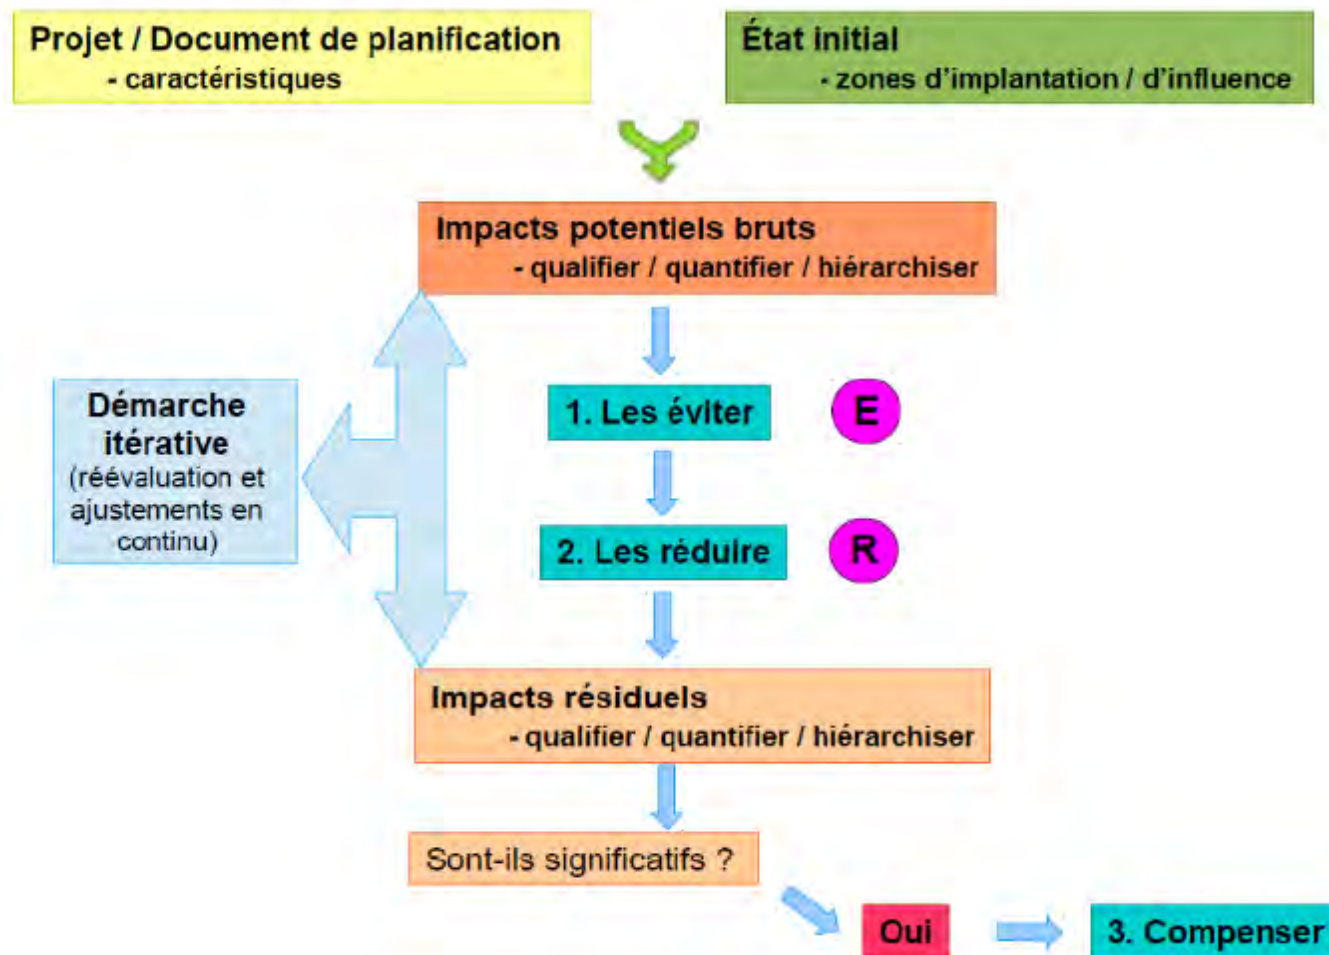 Projet / Document de planification
- caractéristiques
État initial
- zones d'implantation / d'influence
Impacts potentiels bruts
- qualifier / quantifier / hiérarchiser
1. Les éviter
E
Démarche
itérative
(réévaluation et
ajustements en
continu)
2. Les réduire
R
Impacts résiduels
- qualifier / quantifier / hiérarchiser
Sont-ils significatifs ?
Oui
3. Compenser